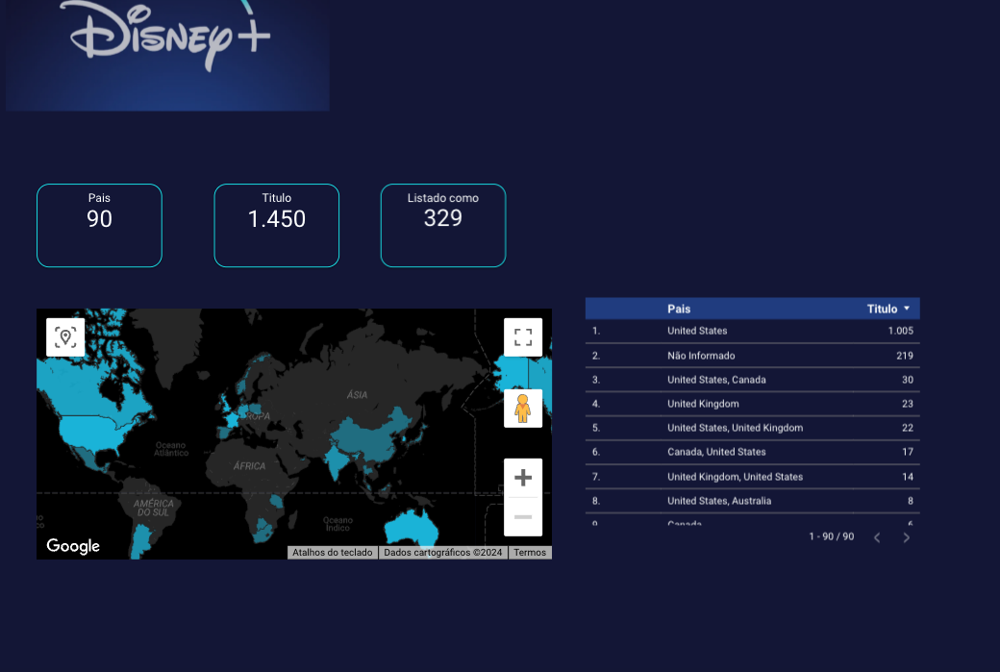 Disney+
Pais
90
Titulo
1.450
Listado como
329
Pais Titulo
1. United States 1.005
2. Não Informado 219
3. United States, Canada 30
4. United Kingdom 23
5. United States, United Kingdom 22
6. Canada, United States 17
7. United Kingdom, United States 14
8. United States, Australia 8
9. Canada 6
1 - 90 / 90
ÁSIA
Oceano
Atlântico
ÁFRICA
AMÉRICA
DO SUL
Oceano
Índico
Google
Atalhos do teclado
Dados cartográficos ©2024
Termos